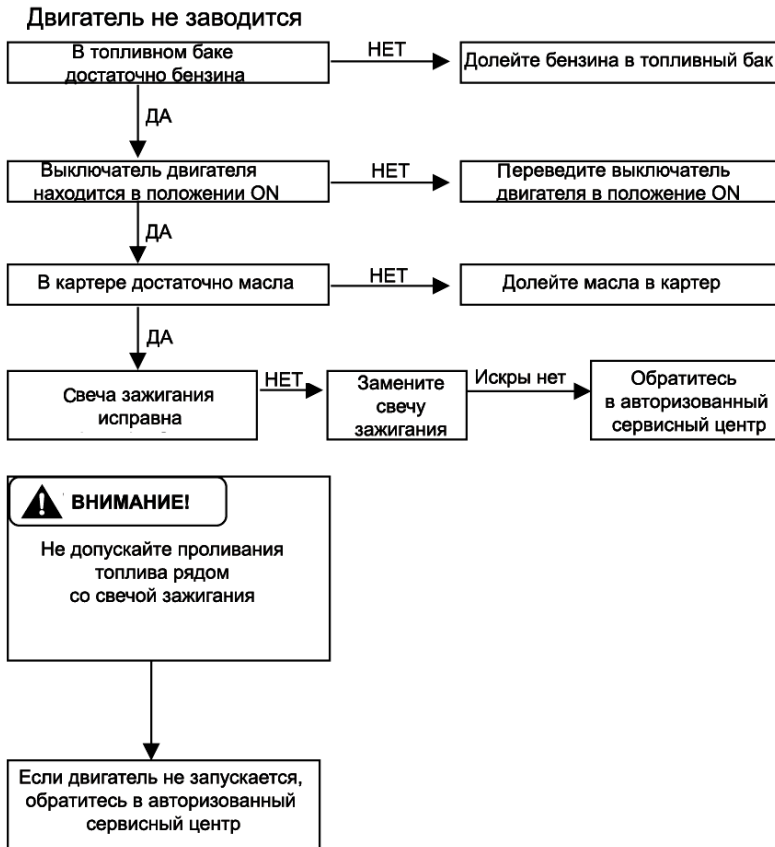 Двигатель не заводится
В топливном баке
достаточно бензина
НЕТ
Долейте бензина в топливный бак
ДА
Выключатель двигателя
находится в положении ON
НЕТ
Переведите выключатель
двигателя в положение ON
ДА
В картере достаточно масла
НЕТ
Долейте масла в картер
ДА
Свеча зажигания
исправна
НЕТ
Замените
свечу
зажигания
Искры нет
Обратитесь
в авторизованный
сервисный центр
ВНИМАНИЕ!
Не допускайте проливания
топлива рядом
со свечой зажигания
Если двигатель не запускается,
обратитесь в авторизованный
сервисный центр